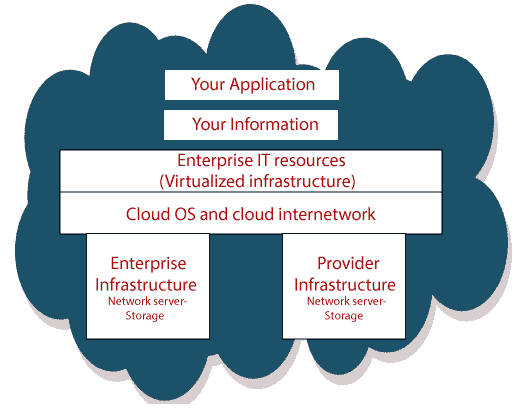 Your Application
Your Information
Enterprise IT resources
(Virtualized infrastructure)
Cloud OS and cloud internetwork
Enterprise
Infrastructure
Network server-
Storage
Provider
Infrastructure
Network server-
Storage